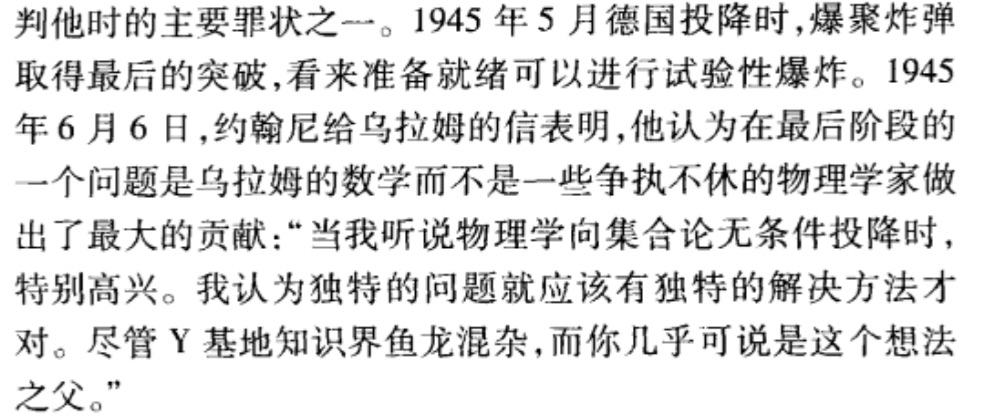 判他时的主要罪状之一。1945 年 5 月德国投降时,爆聚炸弹
取得最后的突破,看来准备就绪可以进行试验性爆炸。1945
年 6 月 6 日,约翰尼给乌拉姆的信表明,他认为在最后阶段的
一个问题是乌拉姆的数学而不是一些争执不休的物理学家做
出了最大的贡献:“当我听说物理学向集合论无条件投降时,
特别高兴。我认为独特的问题就应该有独特的解决方法才
对。尽管 Y 基地知识界鱼龙混杂,而你几乎可说是这个想法
之父。”